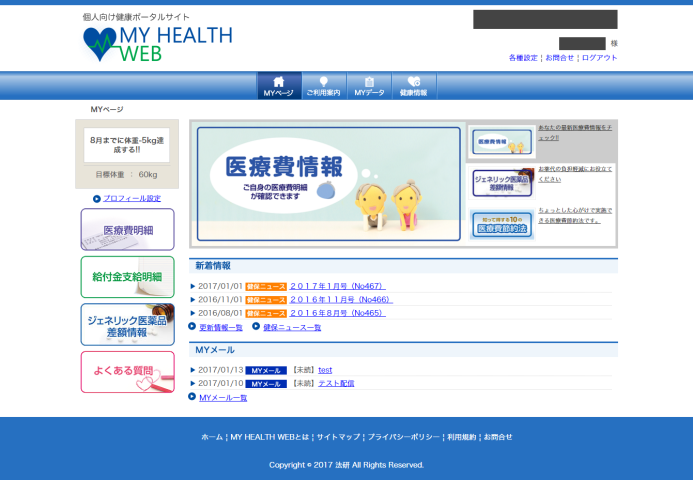 個人向け健康ポータルサイト
MY HEALTH
WEB
様
各種設定 ¦ お問合せ ¦ ログアウト
MYページ
ご利用案内
MYデータ
健康情報
MYページ
8月までに体重-5kg達
成する!!
目標体重 ： 60kg
プロフィール設定
医療費明細
給付金支給明細
ジェネリック医薬品
差額情報
よくある質問
医療費情報
ご自身の医療費明細
が確認できます
医療費情報
あなたの最新医療費情報をチ
ェック!!
ジェネリック医薬品
差額情報
お薬代の負担軽減にお役立て
ください
知って得する10の
医療費節約法
ちょっとした心がけで実施で
きる医療費節約法です。
新着情報
2017/01/01 健保ニュース ２０１７年１月号（No467）
2016/11/01 健保ニュース ２０１６年１１月号（No466）
2016/08/01 健保ニュース ２０１６年８月号（No465）
更新情報一覧 健保ニュース一覧
MYメール
2017/01/13 MYメール 【未読】test
2017/01/10 MYメール 【未読】テスト配信
MYメール一覧
ホーム ¦ MY HEALTH WEBとは ¦ サイトマップ ¦ プライバシーポリシー ¦ 利用規約 ¦ お問合せ
Copyright © 2017 法研 All Rights Reserved.